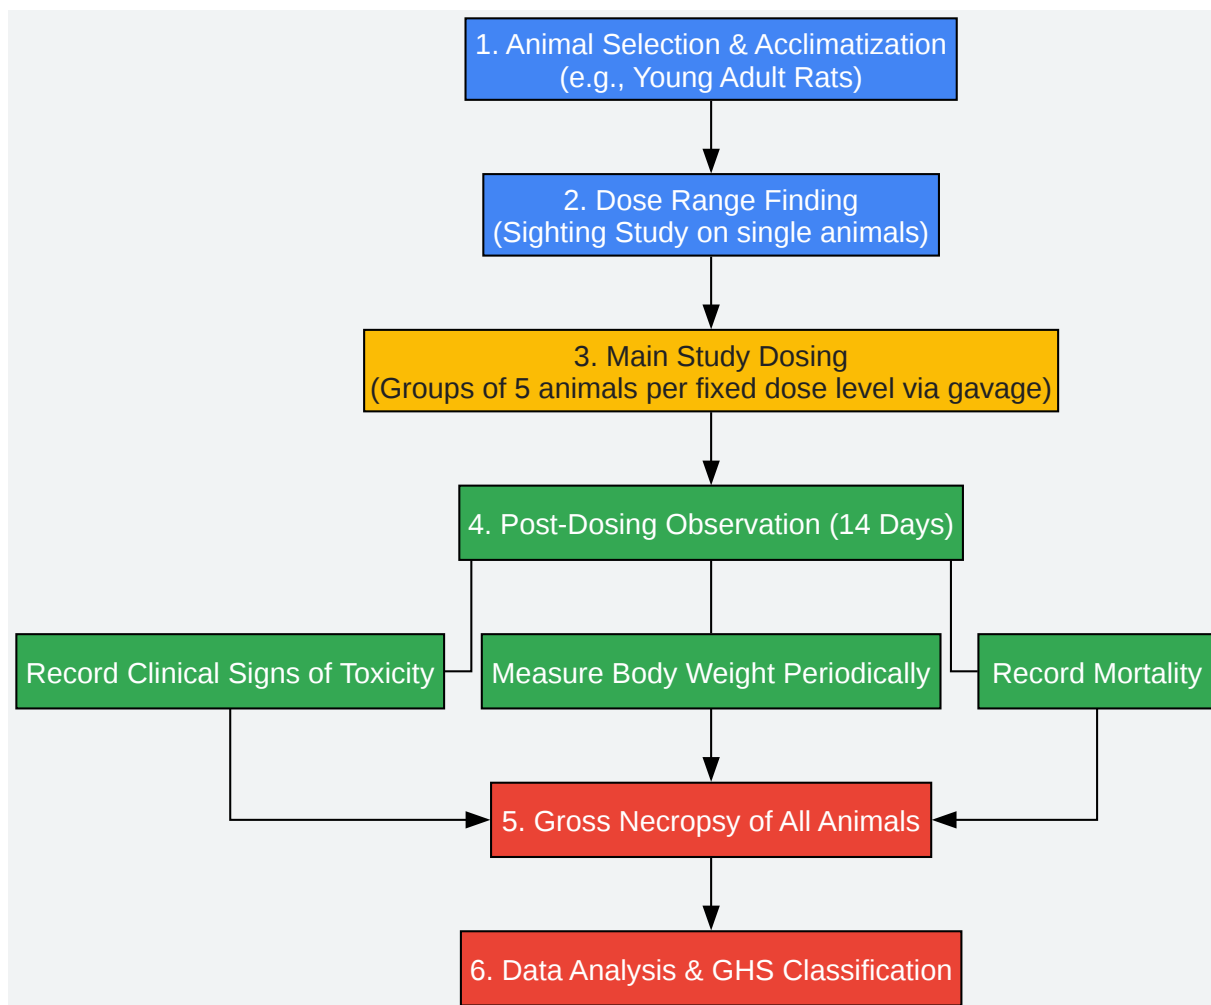 1. Animal Selection & Acclimatization
(e.g., Young Adult Rats)
2. Dose Range Finding
(Sighting Study on single animals)
3. Main Study Dosing
(Groups of 5 animals per fixed dose level via gavage)
4. Post-Dosing Observation (14 Days)
Record Clinical Signs of Toxicity
Measure Body Weight Periodically
Record Mortality
5. Gross Necropsy of All Animals
6. Data Analysis & GHS Classification